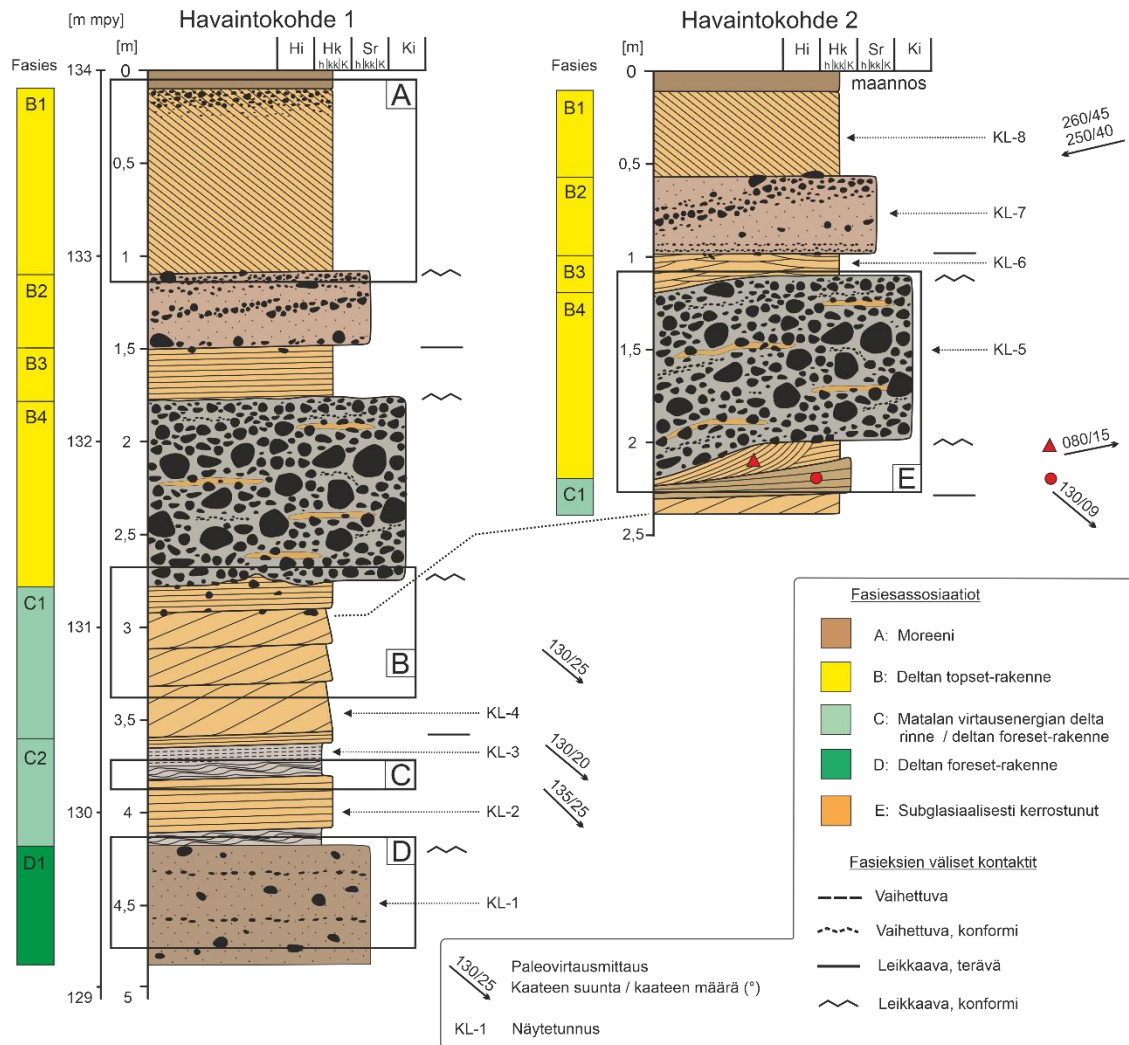 [m mpy]
Havaintokohde 1
[m]
Hi
Hk
Sr
Ki
h kk K
h kk K
Fasies
134
0
A
B1
0,5
133
1
B2
1,5
B3
B4
132
2
2,5
C1
131
3
B
130/25
3,5
KL-4
C2
KL-3
130/20
C
130
4
KL-2
135/25
D1
D
4,5
KL-1
129
5
Havaintokohde 2
[m]
Hi
Hk
Sr
Ki
h kk K
h kk K
Fasies
0
maannos
B1
KL-8
260/45
250/40
0,5
B2
KL-7
1
B3
KL-6
B4
1,5
KL-5
2
080/15
C1
E
130/09
2,5
Fasiesassosiaatiot
A: Moreeni
B: Deltan topset-rakenne
C: Matalan virtausenergian delta
rinne / deltan foreset-rakenne
D: Deltan foreset-rakenne
E: Subglasiaalisesti kerrostunut
Fasieksien väliset kontaktit
Vaihettuva
Vaihettuva, konformi
Leikkaava, terävä
Leikkaava, konformi
130/25
Paleovirtausmittaus
Kaateen suunta / kaateen määrä (°)
KL-1 Näytetunnus